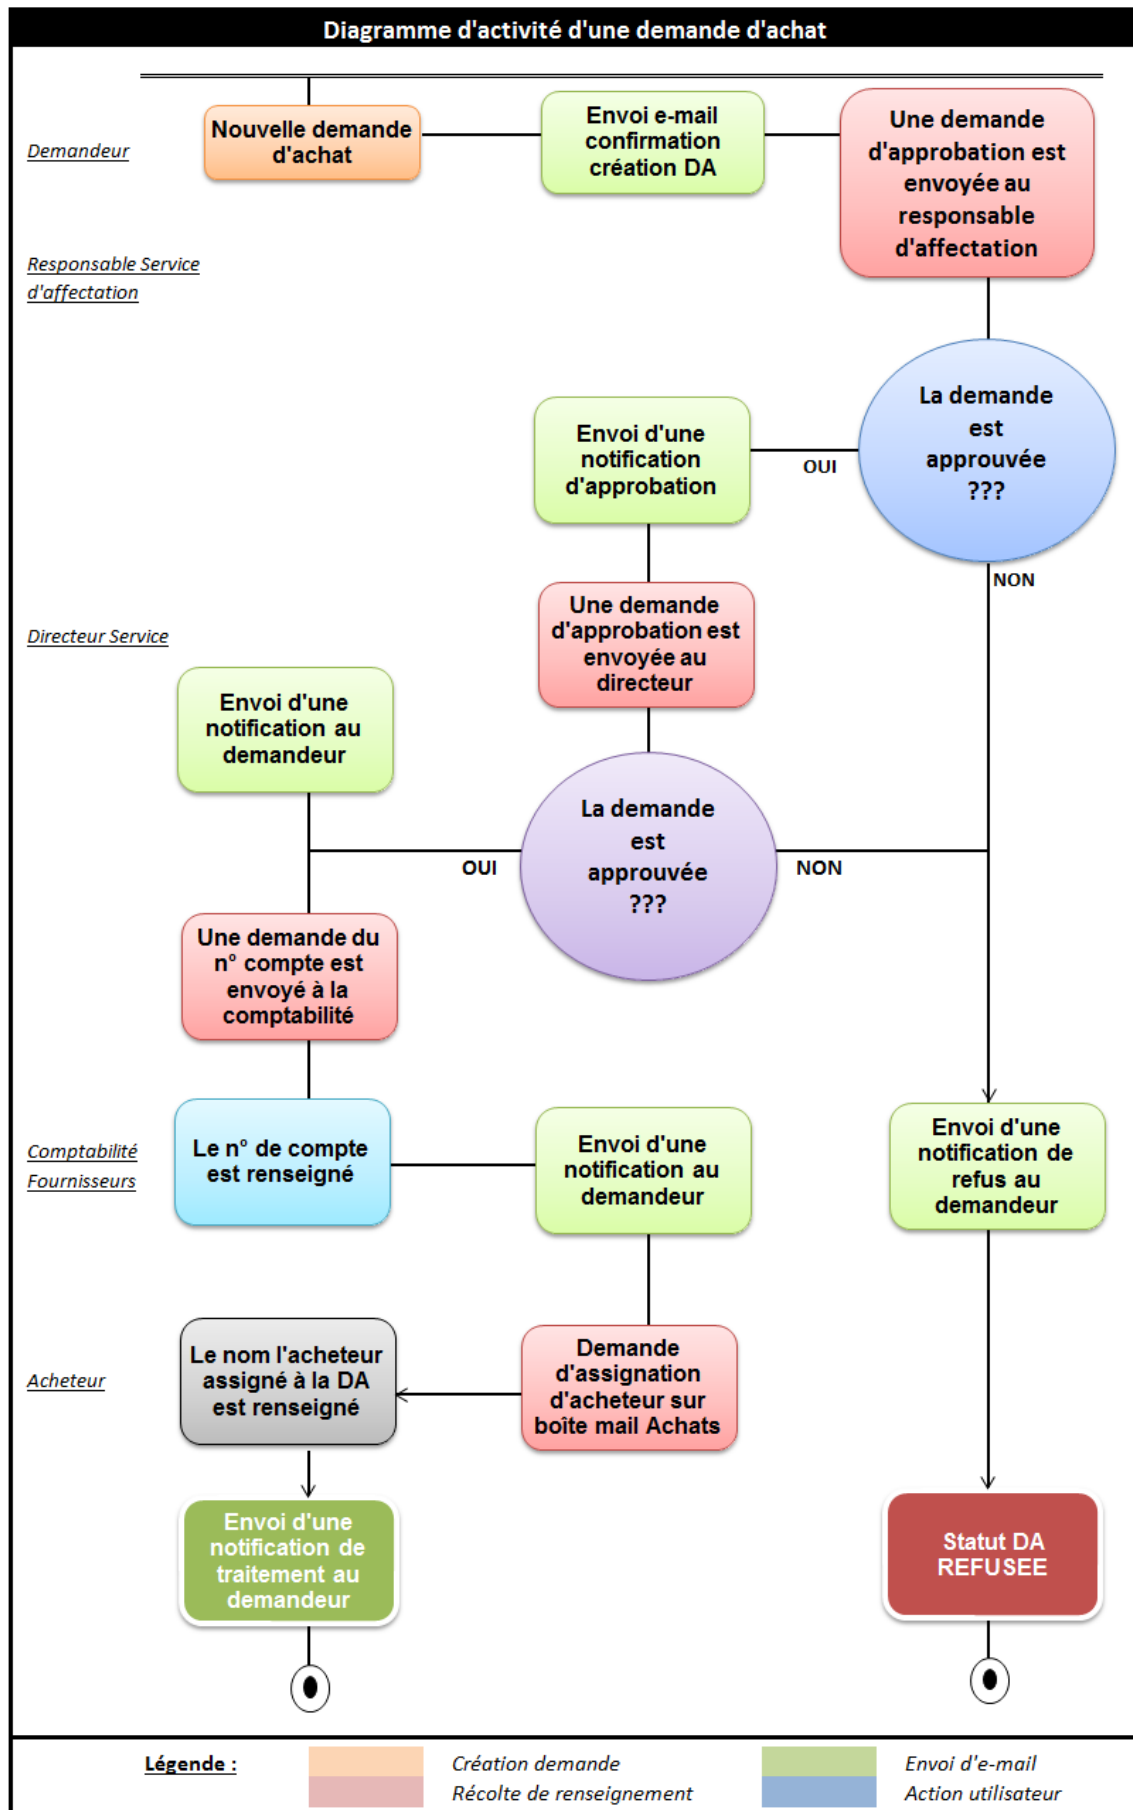 Diagramme d'activité d'une demande d'achat
Demandeur
Nouvelle demande
d'achat
Envoi e-mail
confirmation
création DA
Une demande
d'approbation est
envoyée au
responsable
d'affectation
Responsable Service
d'affectation
La demande
est
approuvée
???
OUI
NON
Envoi d'une
notification
d'approbation
Une demande
d'approbation est
envoyée au
directeur
Directeur Service
Envoi d'une
notification au
demandeur
La demande
est
approuvée
???
OUI
NON
Une demande du
n° compte est
envoyé à la
comptabilité
Comptabilité
Fournisseurs
Le n° de compte
est renseigné
Envoi d'une
notification au
demandeur
Envoi d'une
notification de
refus au
demandeur
Acheteur
Le nom l'acheteur
assigné à la DA
est renseigné
Demande
d'assignation
d'acheteur sur
boîte mail Achats
Envoi d'une
notification de
traitement au
demandeur
Statut DA
REFUSEE
Légende :
Création demande
Envoi d'e-mail
Récolte de renseignement
Action utilisateur